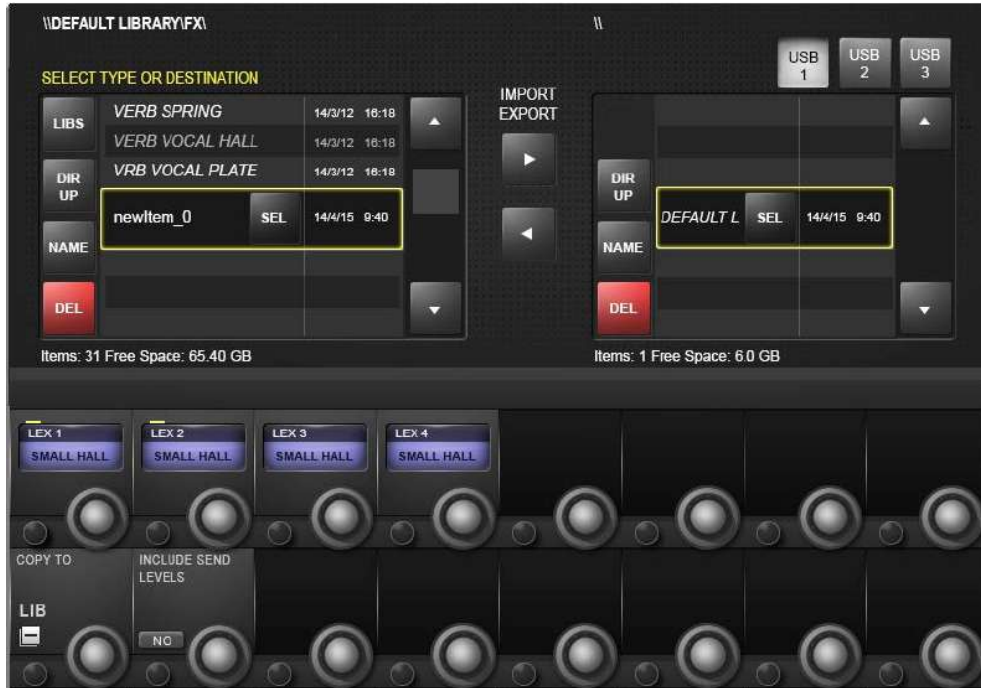 \\DEFAULT LIBRARY\FX\
\\
SELECT TYPE OR DESTINATION
USB 1
USB 2
USB 3
LIBS
DIR UP
NAME
DEL
VERB SPRING 14/3/12 16:18
VERB VOCAL HALL 14/3/12 16:18
VRB VOCAL PLATE 14/3/12 16:18
newItem_0 SEL 14/4/15 9:40
IMPORT
EXPORT
DIR UP
NAME
DEL
DEFAULT L SEL 14/4/15 9:40
Items: 31 Free Space: 65.40 GB
Items: 1 Free Space: 6.0 GB
LEX 1
SMALL HALL
LEX 2
SMALL HALL
LEX 3
SMALL HALL
LEX 4
SMALL HALL
COPY TO
LIB
INCLUDE SEND
LEVELS
NO